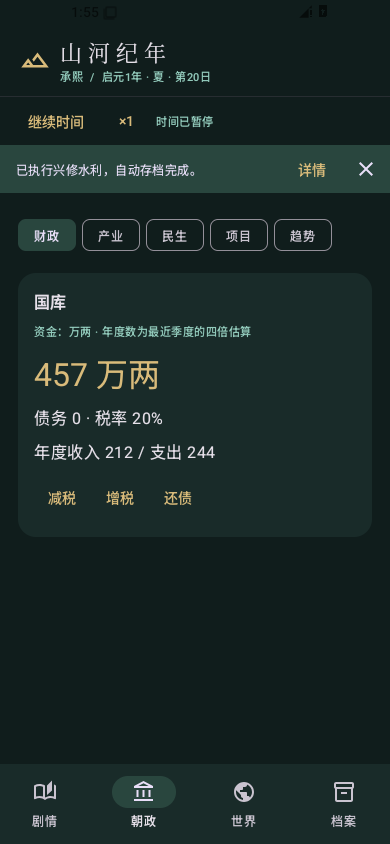 1:55
山河纪年
承熙 / 启元1年 · 夏 · 第20日
继续时间 ×1 时间已暂停
已执行兴修水利，自动存档完成。 详情
财政 产业 民生 项目 趋势
国库
资金：万两 · 年度数为最近季度的四倍估算
457 万两
债务 0 · 税率 20%
年度收入 212 / 支出 244
减税 增税 还债
剧情 朝政 世界 档案